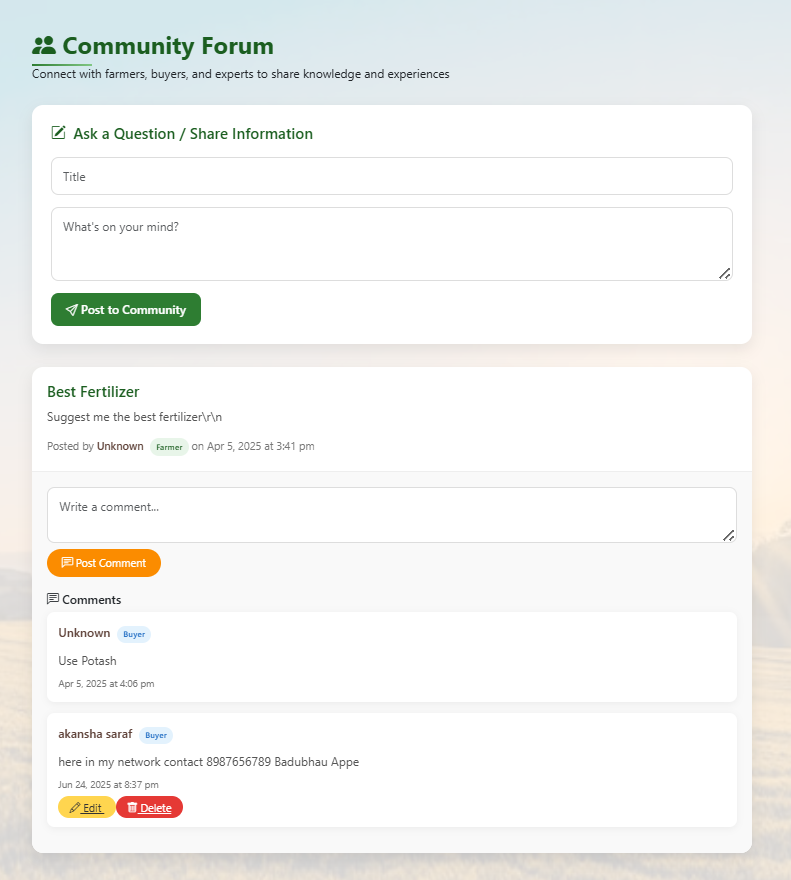 Community Forum
Connect with farmers, buyers, and experts to share knowledge and experiences
Ask a Question / Share Information
Title
What's on your mind?
Post to Community
Best Fertilizer
Suggest me the best fertilizer\r\n
Posted by Unknown Farmer on Apr 5, 2025 at 3:41 pm
Write a comment...
Post Comment
Comments
Unknown Buyer
Use Potash
Apr 5, 2025 at 4:06 pm
akansha saraf Buyer
here in my network contact 8987656789 Badubhau Appe
Jun 24, 2025 at 8:37 pm
Edit Delete